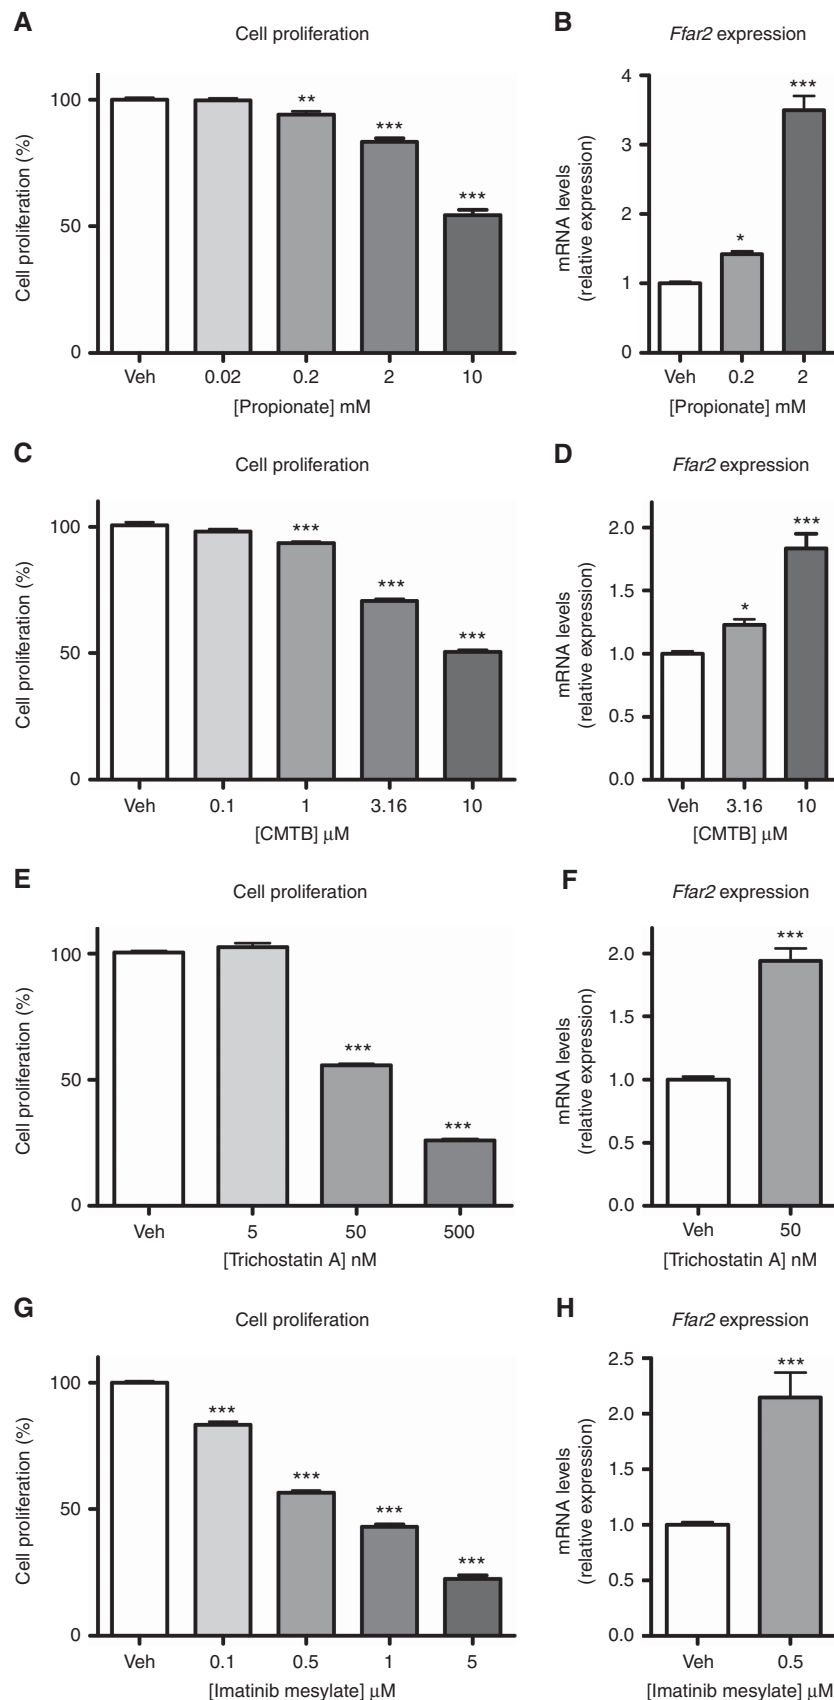 A
Cell proliferation
Cell proliferation (%)
100
50
0
**
***
***
Veh 0.02 0.2 2 10
[Propionate] mM
B
Ffar2 expression
mRNA levels
(relative expression)
4
3
2
1
0
*
***
Veh 0.2 2
[Propionate] mM
C
Cell proliferation
Cell proliferation (%)
100
50
0
***
***
***
Veh 0.1 1 3.16 10
[CMTB] μM
D
Ffar2 expression
mRNA levels
(relative expression)
2.0
1.5
1.0
0.5
0.0
*
***
Veh 3.16 10
[CMTB] μM
E
Cell proliferation
Cell proliferation (%)
100
50
0
***
***
Veh 5 50 500
[Trichostatin A] nM
F
Ffar2 expression
mRNA levels
(relative expression)
2.0
1.5
1.0
0.5
0.0
***
Veh 50
[Trichostatin A] nM
G
Cell proliferation
Cell proliferation (%)
100
50
0
***
***
***
***
Veh 0.1 0.5 1 5
[Imatinib mesylate] μM
H
Ffar2 expression
mRNA levels
(relative expression)
2.5
2.0
1.5
1.0
0.5
0.0
***
Veh 0.5
[Imatinib mesylate] μM